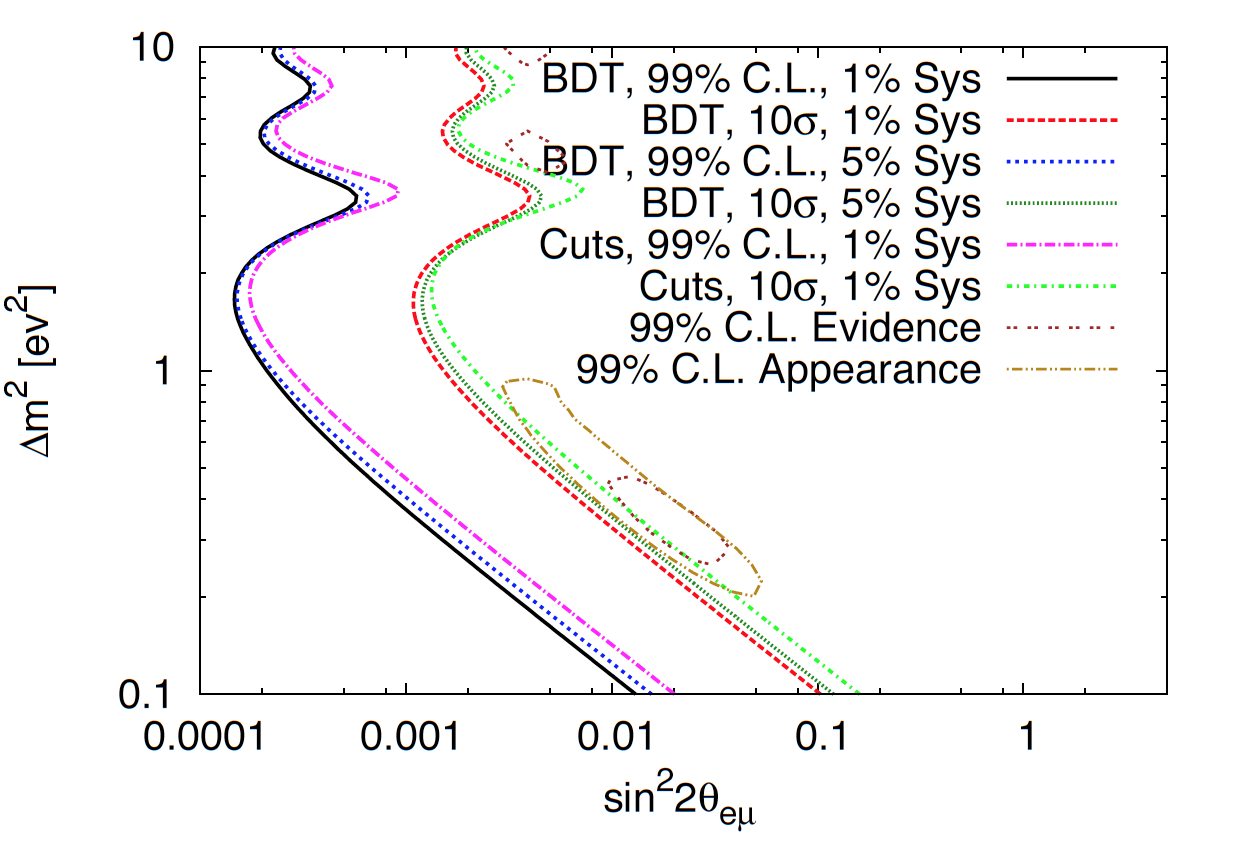 10
1
0.1
Δm² [ev²]
BDT, 99% C.L., 1% Sys
BDT, 10σ, 1% Sys
BDT, 99% C.L., 5% Sys
BDT, 10σ, 5% Sys
Cuts, 99% C.L., 1% Sys
Cuts, 10σ, 1% Sys
99% C.L. Evidence
99% C.L. Appearance
0.0001 0.001 0.01 0.1 1
sin²2θeμ